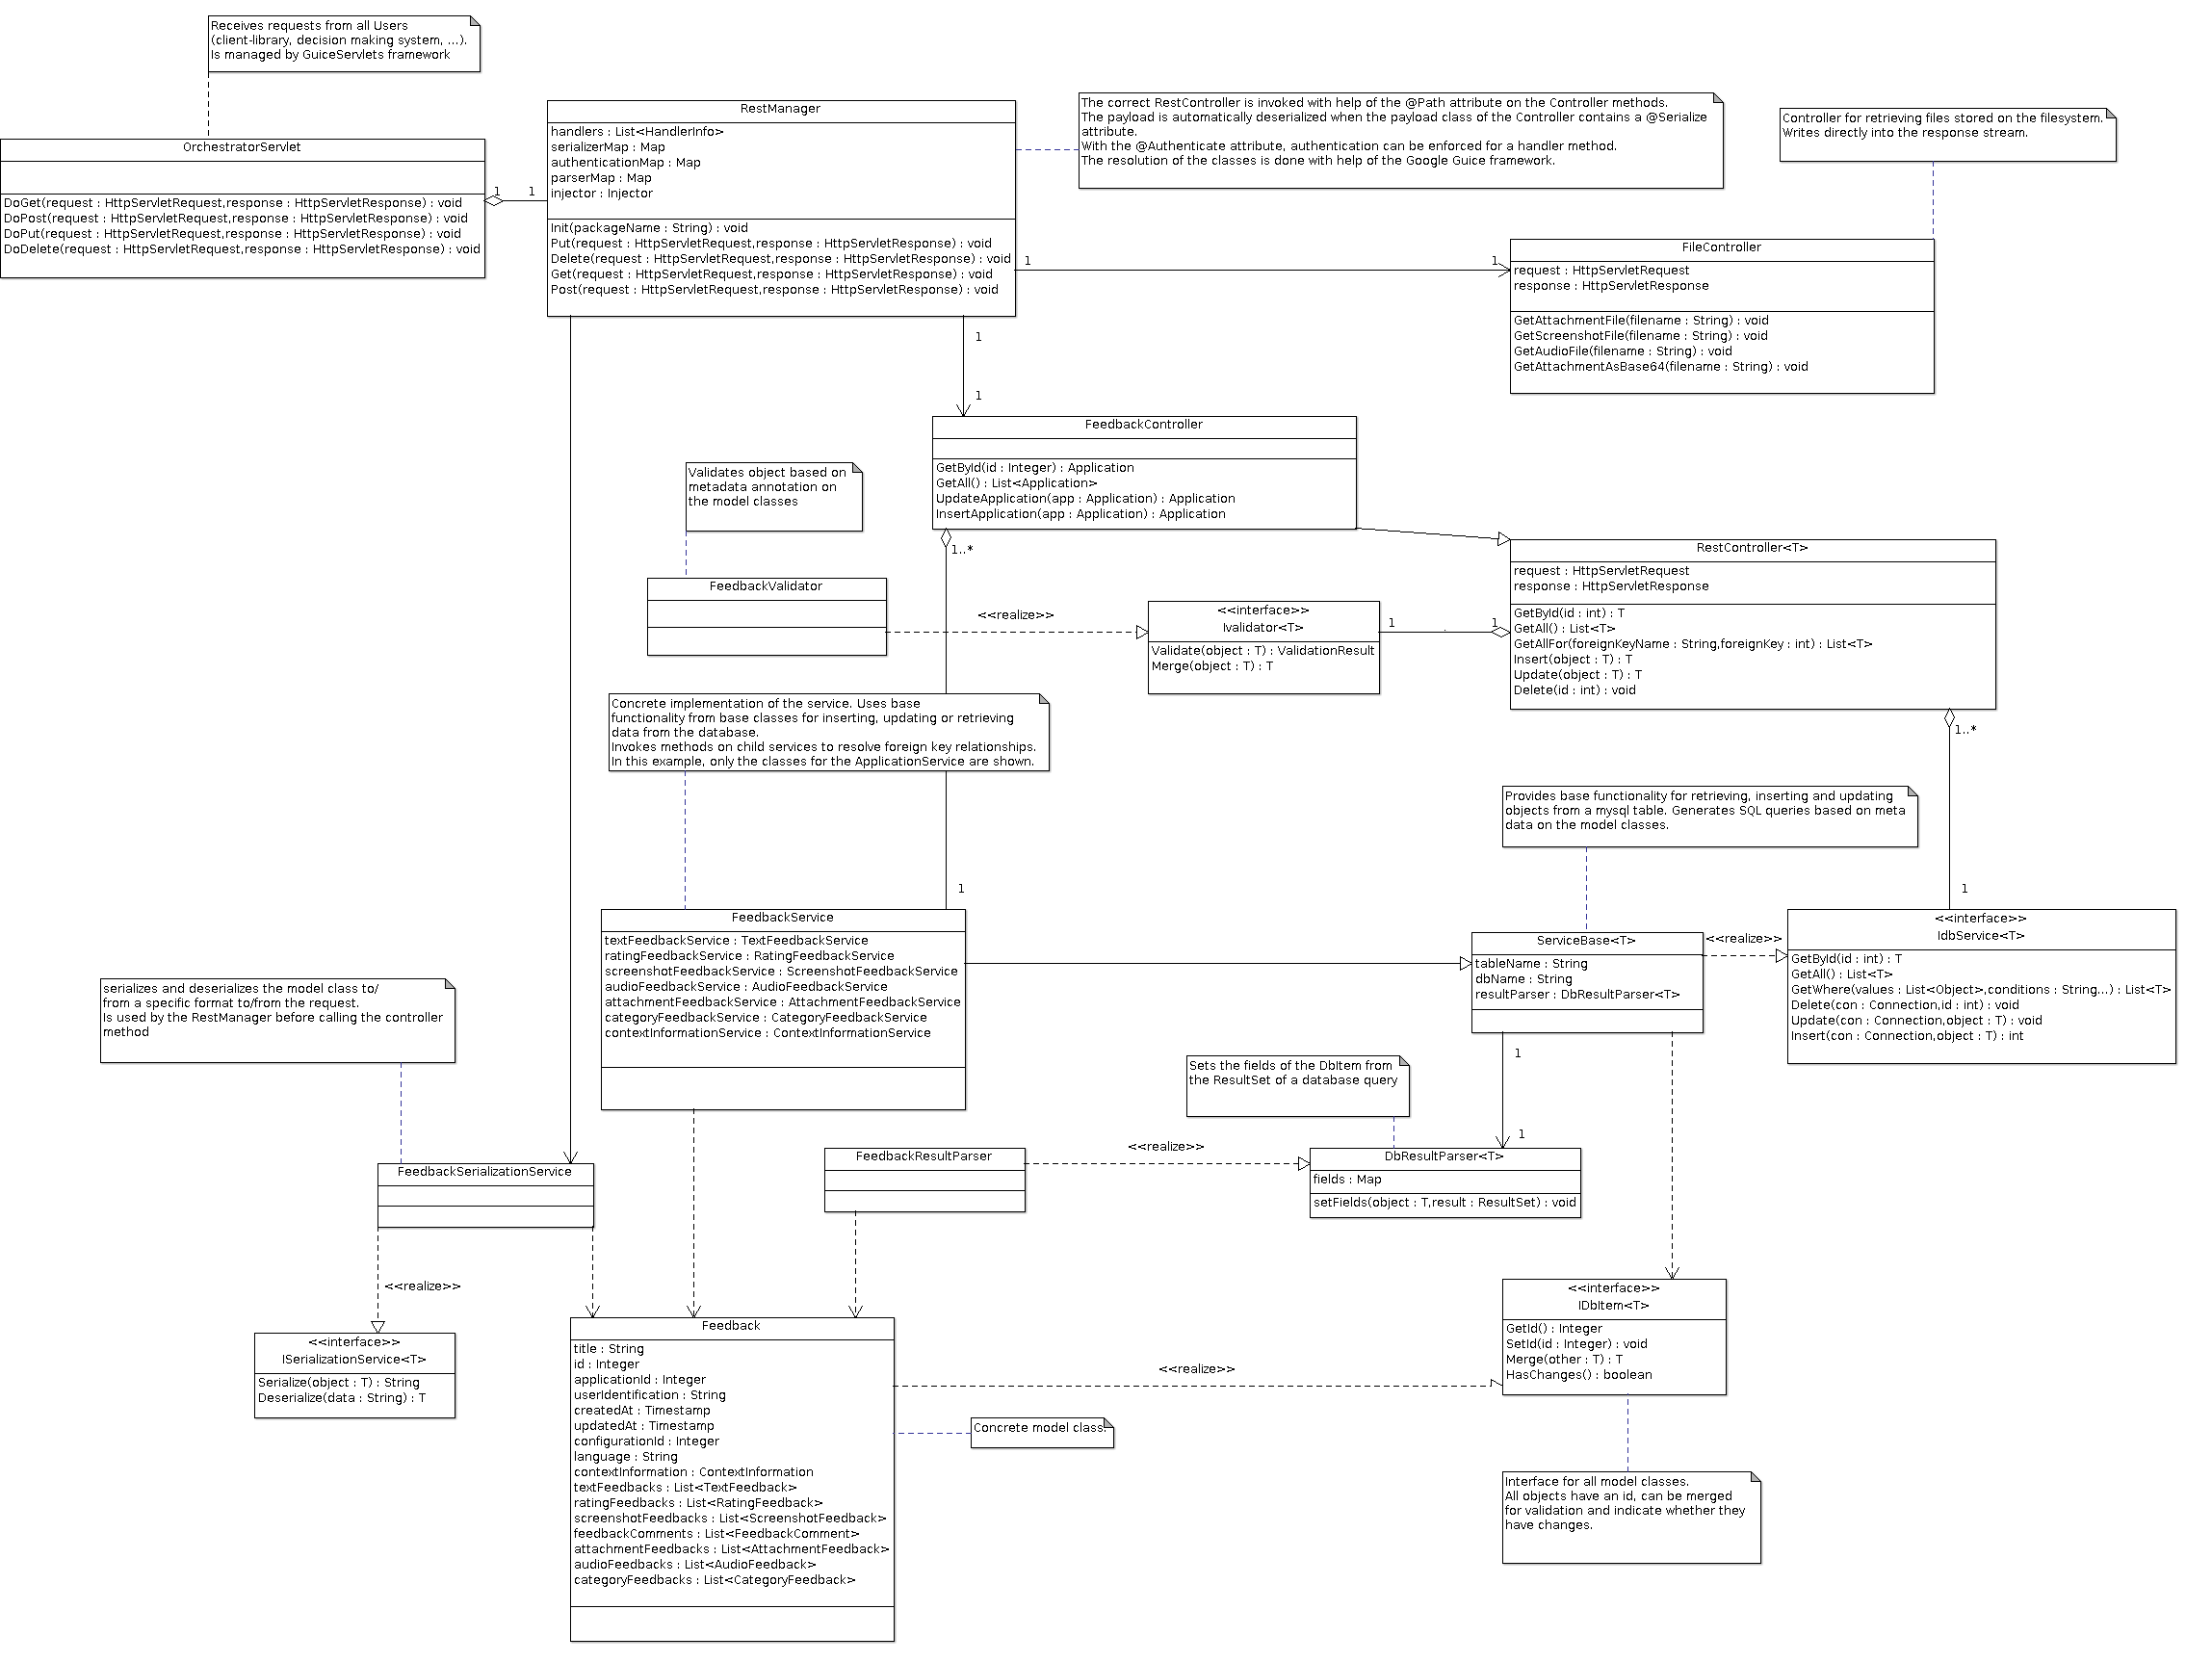 Receives requests from all Users
(client-library, decision making system, ...).
Is managed by GuiceServlets framework
OrchestratorServlet
DoGet(request : HttpServletRequest,response : HttpServletResponse) : void
DoPost(request : HttpServletRequest,response : HttpServletResponse) : void
DoPut(request : HttpServletRequest,response : HttpServletResponse) : void
DoDelete(request : HttpServletRequest,response : HttpServletResponse) : void
1
1
RestManager
handlers : List<HandlerInfo>
serializerMap : Map
authenticationMap : Map
parserMap : Map
injector : Injector
Init(packageName : String) : void
Put(request : HttpServletRequest,response : HttpServletResponse) : void
Delete(request : HttpServletRequest,response : HttpServletResponse) : void
Get(request : HttpServletRequest,response : HttpServletResponse) : void
Post(request : HttpServletRequest,response : HttpServletResponse) : void
The correct RestController is invoked with help of the @Path attribute on the Controller methods.
The payload is automatically deserialized when the payload class of the Controller contains a @Serialize
attribute.
With the @Authenticate attribute, authentication can be enforced for a handler method.
The resolution of the classes is done with help of the Google Guice framework.
Controller for retrieving files stored on the filesystem.
Writes directly into the response stream.
1
1
FileController
request : HttpServletRequest
response : HttpServletResponse
GetAttachmentFile(filename : String) : void
GetScreenshotFile(filename : String) : void
GetAudioFile(filename : String) : void
GetAttachmentAsBase64(filename : String) : void
1
1
FeedbackController
GetById(id : Integer) : Application
GetAll() : List<Application>
UpdateApplication(app : Application) : Application
InsertApplication(app : Application) : Application
1..*
Validates object based on
metadata annotation on
the model classes
FeedbackValidator
<<realize>>
<<interface>>
Ivalidator<T>
Validate(object : T) : ValidationResult
Merge(object : T) : T
1
1
RestController<T>
request : HttpServletRequest
response : HttpServletResponse
GetById(id : int) : T
GetAll() : List<T>
GetAllFor(foreignKeyName : String,foreignKey : int) : List<T>
Insert(object : T) : T
Update(object : T) : T
Delete(id : int) : void
1..*
Concrete implementation of the service. Uses base
functionality from base classes for inserting, updating or retrieving
data from the database.
Invokes methods on child services to resolve foreign key relationships.
In this example, only the classes for the ApplicationService are shown.
Provides base functionality for retrieving, inserting and updating
objects from a mysql table. Generates SQL queries based on meta
data on the model classes.
1
1
FeedbackService
textFeedbackService : TextFeedbackService
ratingFeedbackService : RatingFeedbackService
screenshotFeedbackService : ScreenshotFeedbackService
audioFeedbackService : AudioFeedbackService
attachmentFeedbackService : AttachmentFeedbackService
categoryFeedbackService : CategoryFeedbackService
contextInformationService : ContextInformationService
ServiceBase<T>
tableName : String
dbName : String
resultParser : DbResultParser<T>
<<realize>>
<<interface>>
IdbService<T>
GetById(id : int) : T
GetAll() : List<T>
GetWhere(values : List<Object>,conditions : String...) : List<T>
Delete(con : Connection,id : int) : void
Update(con : Connection,object : T) : void
Insert(con : Connection,object : T) : int
serializes and deserializes the model class to/
from a specific format to/from the request.
Is used by the RestManager before calling the controller
method
Sets the fields of the DbItem from
the ResultSet of a database query
1
1
FeedbackSerializationService
FeedbackResultParser
<<realize>>
DbResultParser<T>
fields : Map
setFields(object : T,result : ResultSet) : void
<<realize>>
<<interface>>
ISerializationService<T>
Serialize(object : T) : String
Deserialize(data : String) : T
Feedback
title : String
id : Integer
applicationId : Integer
userIdentification : String
createdAt : Timestamp
updatedAt : Timestamp
configurationId : Integer
language : String
contextInformation : ContextInformation
textFeedbacks : List<TextFeedback>
ratingFeedbacks : List<RatingFeedback>
screenshotFeedbacks : List<ScreenshotFeedback>
feedbackComments : List<FeedbackComment>
attachmentFeedbacks : List<AttachmentFeedback>
audioFeedbacks : List<AudioFeedback>
categoryFeedbacks : List<CategoryFeedback>
<<realize>>
Concrete model class.
<<interface>>
IDbItem<T>
GetId() : Integer
SetId(id : Integer) : void
Merge(other : T) : T
HasChanges() : boolean
Interface for all model classes.
All objects have an id, can be merged
for validation and indicate whether they
have changes.